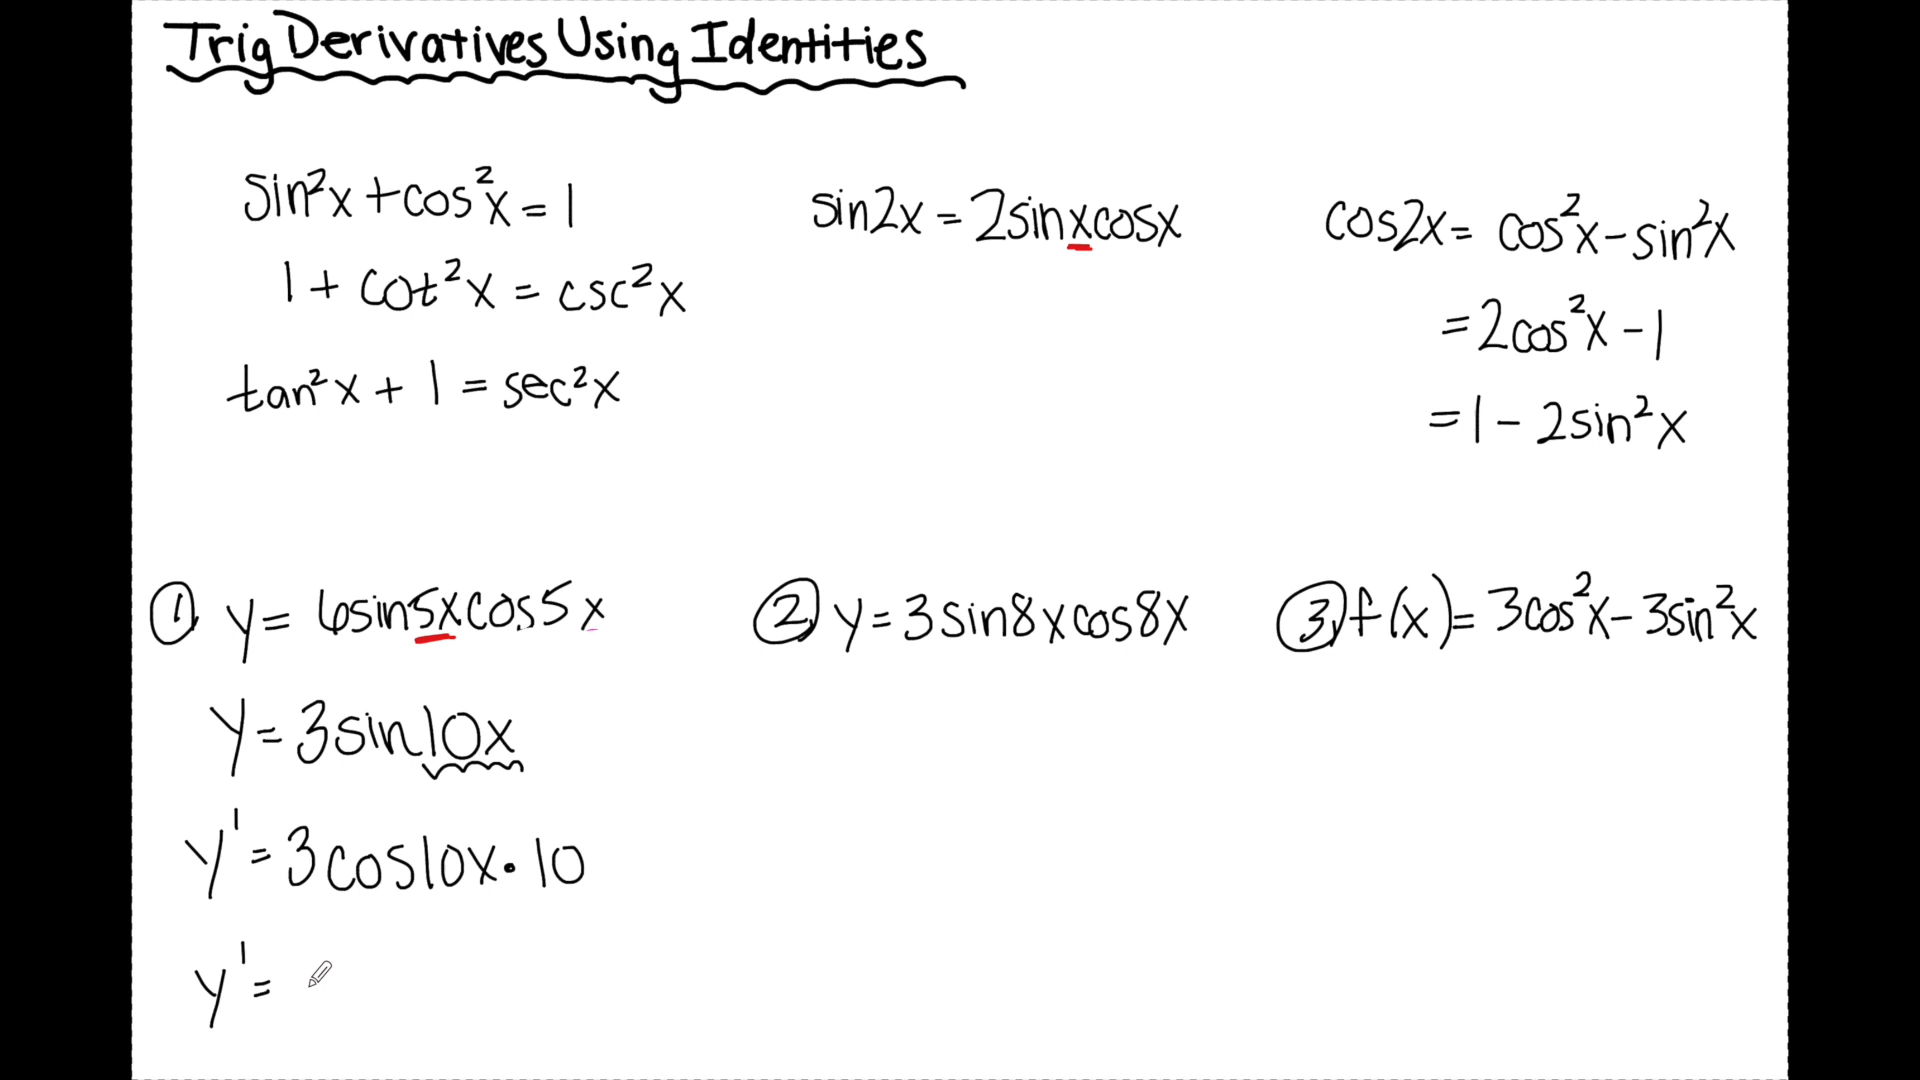 Trig Derivatives Using Identities
sin²x + cos²x = 1
1 + cot²x = csc²x
tan²x + 1 = sec²x
sin2x = 2sinxcosx
cos2x = cos²x - sin²x
= 2cos²x - 1
= 1 - 2sin²x
① y = 6sin5xcos5x
y = 3sin10x
y' = 3cos10x · 10
y' =
② y = 3sin8xcos8x
③ f(x) = 3cos²x - 3sin²x